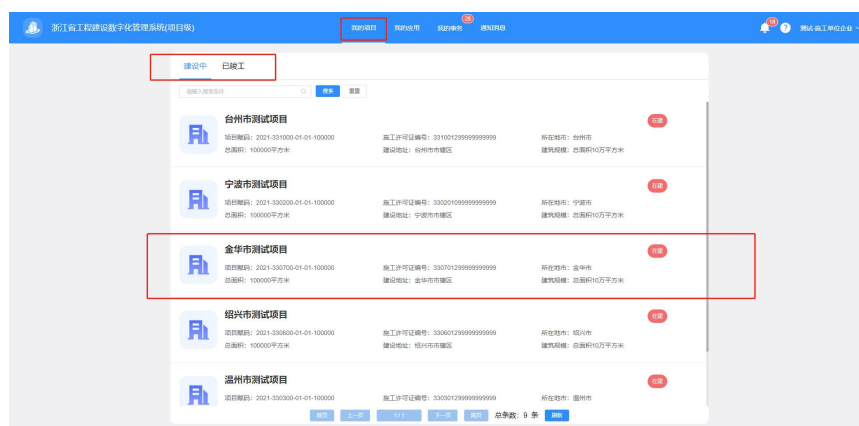 浙江省工程建设数字化管理系统(项目级)
我的项目 我的应用 我的事务 28 通知消息
18 ? 测试-施工单位企业
建设中 已竣工
请输入搜索条件 搜索 重置
台州市测试项目 在建
项目赋码：2021-331000-01-01-100000 施工许可证编号：331001299999999999 所在地市：台州市
总面积：100000平方米 建设地址：台州市市辖区 建筑规模：总面积10万平方米
宁波市测试项目 在建
项目赋码：2021-330200-01-01-100000 施工许可证编号：330201099999999999 所在地市：宁波市
总面积：100000平方米 建设地址：宁波市市辖区 建筑规模：总面积10万平方米
金华市测试项目 在建
项目赋码：2021-330700-01-01-100000 施工许可证编号：330701299999999999 所在地市：金华市
总面积：100000平方米 建设地址：金华市市辖区 建筑规模：总面积10万平方米
绍兴市测试项目 在建
项目赋码：2021-330600-01-01-100000 施工许可证编号：330601299999999999 所在地市：绍兴市
总面积：100000平方米 建设地址：绍兴市市辖区 建筑规模：总面积10万平方米
温州市测试项目 在建
项目赋码：2021-330300-01-01-100000 施工许可证编号：330301299999999999 所在地市：温州市
首页 上一页 1/1 下一页 尾页 总条数：9 条 刷新